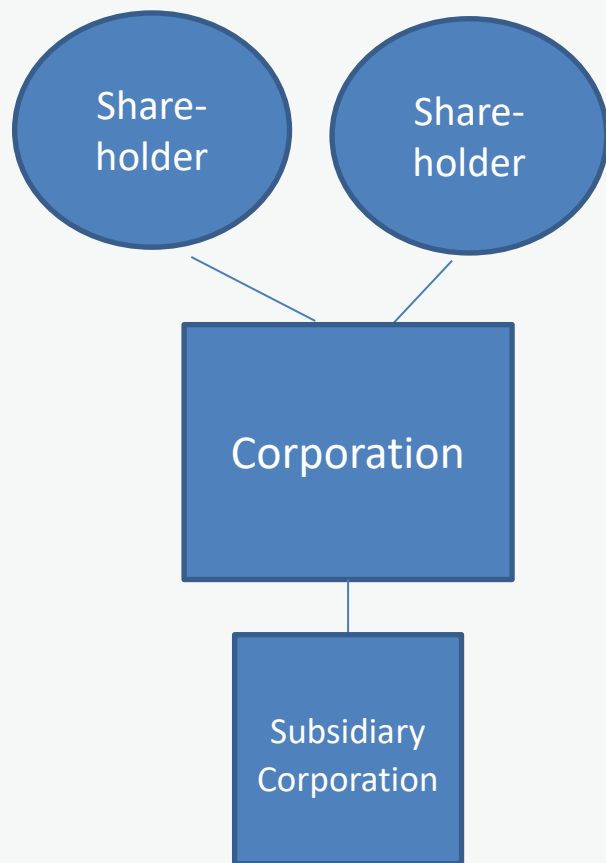 Share-
holder
Share-
holder
Corporation
Subsidiary
Corporation